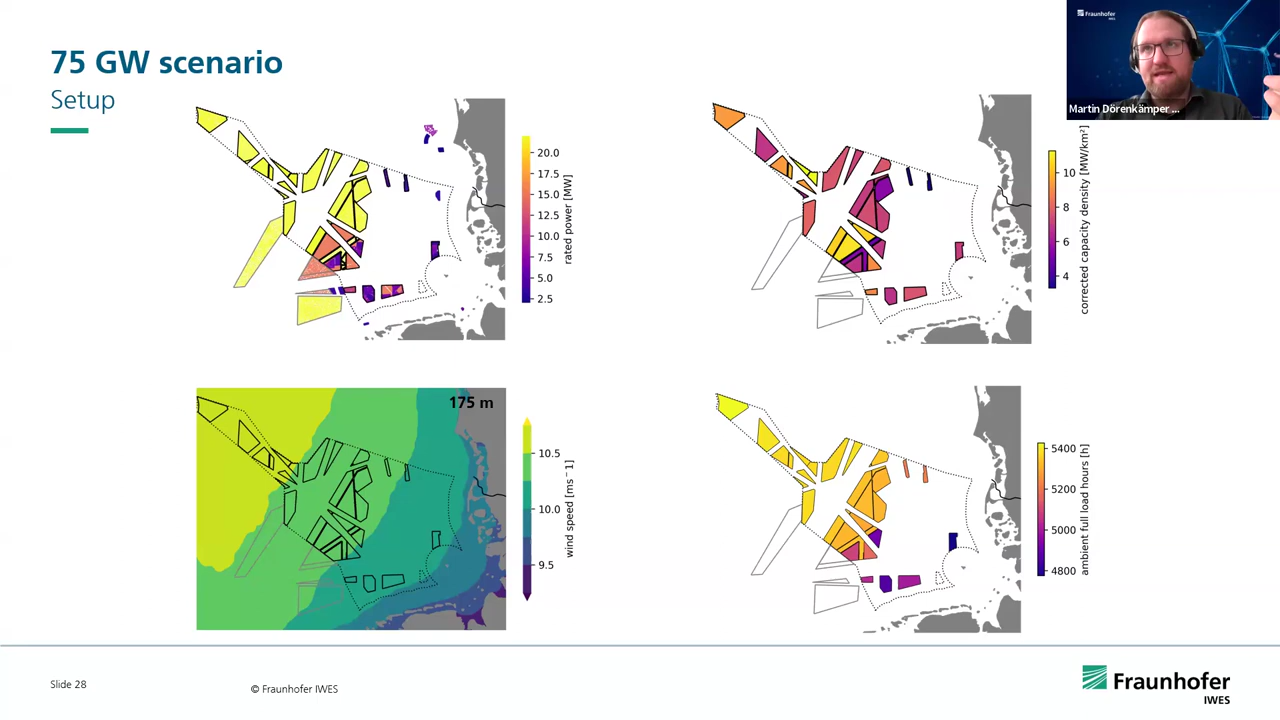 75 GW scenario
Setup
20.0
17.5
15.0
12.5
10.0
7.5
5.0
2.5
rated power [MW]
10
8
6
4
corrected capacity density [MW/km²]
Fraunhofer
IWES
Martin Dörenkämper ...
175 m
10.5
10.0
9.5
wind speed [ms⁻1]
5400
5200
5000
4800
ambient full load hours [h]
Slide 28
© Fraunhofer IWES
Fraunhofer
IWES